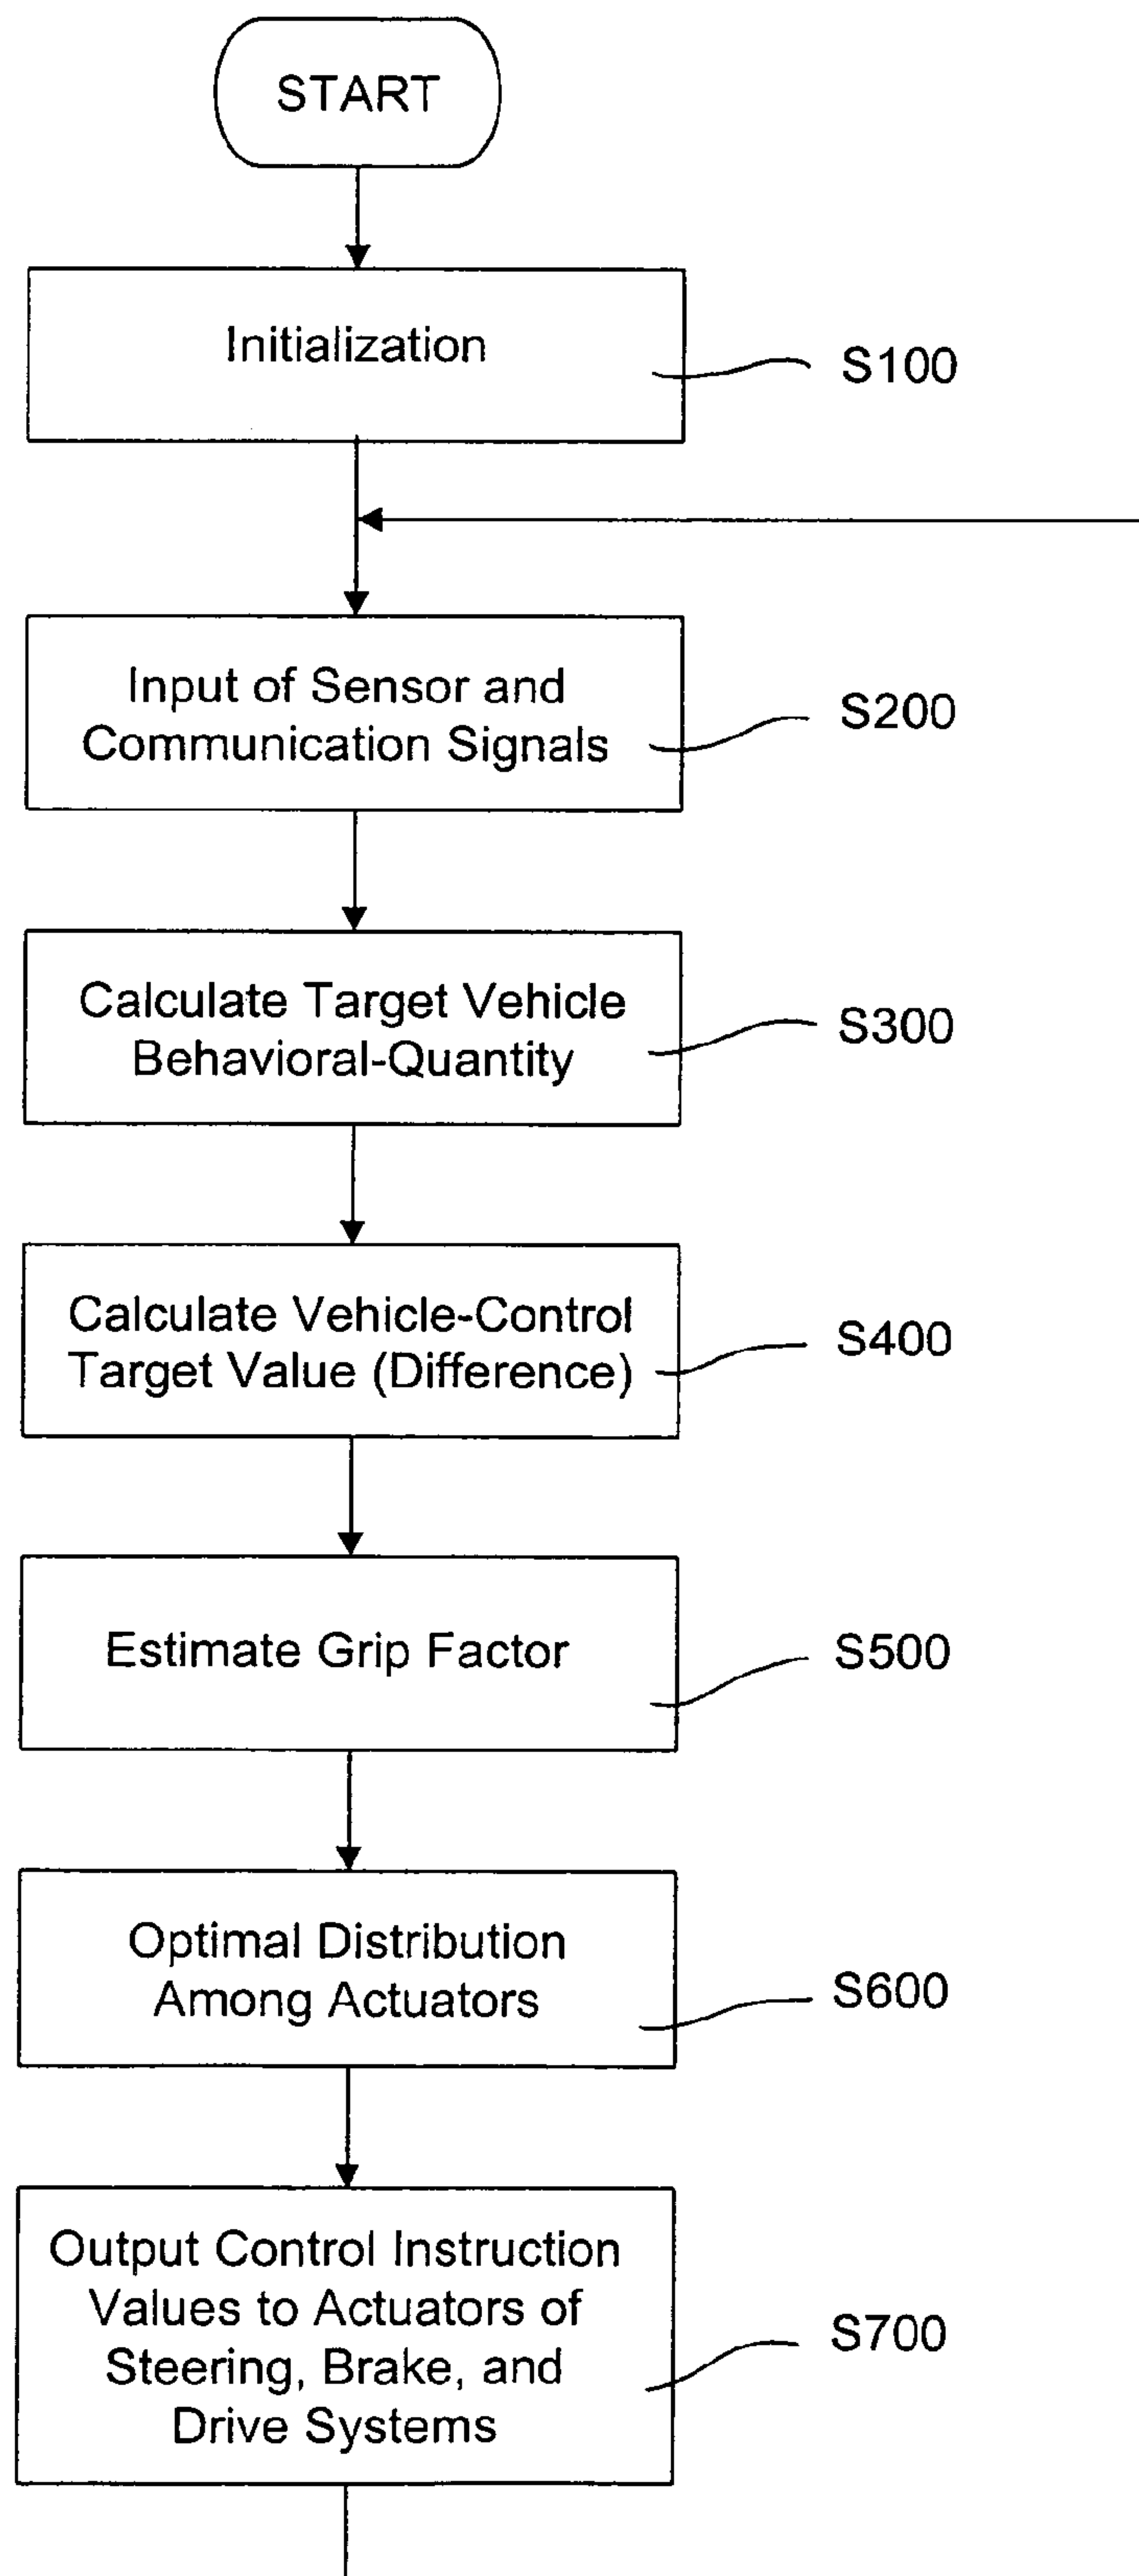 START
Initialization
S100
Input of Sensor and
Communication Signals
S200
Calculate Target Vehicle
Behavioral-Quantity
S300
Calculate Vehicle-Control
Target Value (Difference)
S400
Estimate Grip Factor
S500
Optimal Distribution
Among Actuators
S600
Output Control Instruction
Values to Actuators of
Steering, Brake, and
Drive Systems
S700